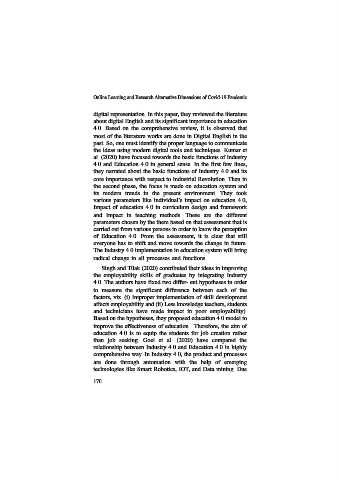 Online Learning and Research Alternative Dimensions of Covid-19 Pandemic
digital representation. In this paper, they reviewed the literature
about digital English and its significant importance in education
4.0. Based on the comprehensive review, it is observed that
most of the literature works are done in Digital English in the
past. So, one must identify the proper language to communicate
the ideas using modern digital tools and techniques. Kumar et
al. (2020) have focused towards the basic functions of Industry
4.0 and Education 4.0 in general sense. In the first few lines,
they narrated about the basic functions of Industry 4.0 and its
core importance with respect to Industrial Revolution. Then in
the second phase, the focus is made on education system and
its modern trends in the present environment. They took
various parameters like individual's impact on education 4.0,
Impact of education 4.0 in curriculum design and framework
and Impact in teaching methods. These are the different
parameters chosen by the them based on that assessment that is
carried out from various persons in order to know the perception
of Education 4.0. From the assessment, it is clear that still
everyone has to shift and move towards the change in future.
The Industry 4.0 implementation in education system will bring
radical change in all processes and functions.
Singh and Tilak (2020) contributed their ideas in improving
the employability skills of graduates by integrating Industry
4.0. The authors have fixed two differ- ent hypotheses in order
to measure the significant difference between each of the
factors, viz. (i) improper implementation of skill development
affects employability and (ii) Less knowledge teachers, students
and technicians have made impact in poor employability).
Based on the hypotheses, they proposed education 4.0 model to
improve the effectiveness of education. Therefore, the aim of
education 4.0 is to equip the students for job creation rather
than job seeking. Goel et al. (2020) have compared the
relationship between Industry 4.0 and Education 4.0 in highly
comprehensive way. In Industry 4.0, the product and processes
are done through automation with the help of emerging
technologies like Smart Robotics, IOT, and Data mining. Due
170